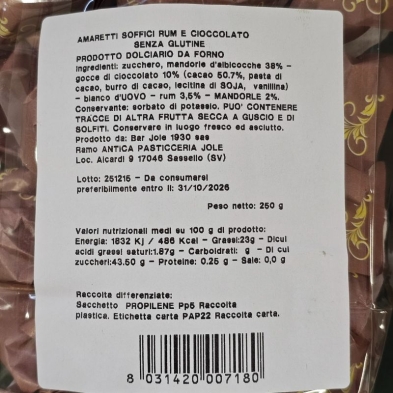 AMARETTI SOFFICI RUM E CIOCCOLATO
SENZA GLUTINE
PRODOTTO DOLCIARIO DA FORNO
Ingredienti: zucchero, mandorle d'albicocche 38% -
gocce di cioccolato 10% (cacao 50.7%, pasta di
cacao, burro di cacao, lecitina di SOJA, vanillina)
- bianco d'UOVO - rum 3,5% - MANDORLE 2%.
Conservante: sorbato di potassio. PUO' CONTENERE
TRACCE DI ALTRA FRUTTA SECCA A GUSCIO E DI
SOLFITI. Conservare in luogo fresco ed asciutto.
Prodotto da: Bar Jole 1930 sas
Ramo ANTICA PASTICCERIA JOLE
Loc. Alcardi 9 17046 Sassello (SV)
Lotto: 251215 - Da consumarsi
preferibilmente entro il: 31/10/2026
Peso netto: 250 g
Valori nutrizionali medi su 100 g di prodotto:
Energia: 1832 Kj / 486 Kcal - Grassi:23g - Dicui
acidi grassi saturi:1.87g - Carboidrati: g - Di cui
zuccheri:43.50 g - Proteine: 0.25 g - Sale: 0,0 g
Raccolta differenziata:
Sacchetto PROPILENE Pp5 Raccolta
plastica. Etichetta carta PAP22 Raccolta carta.
8 031420 007180